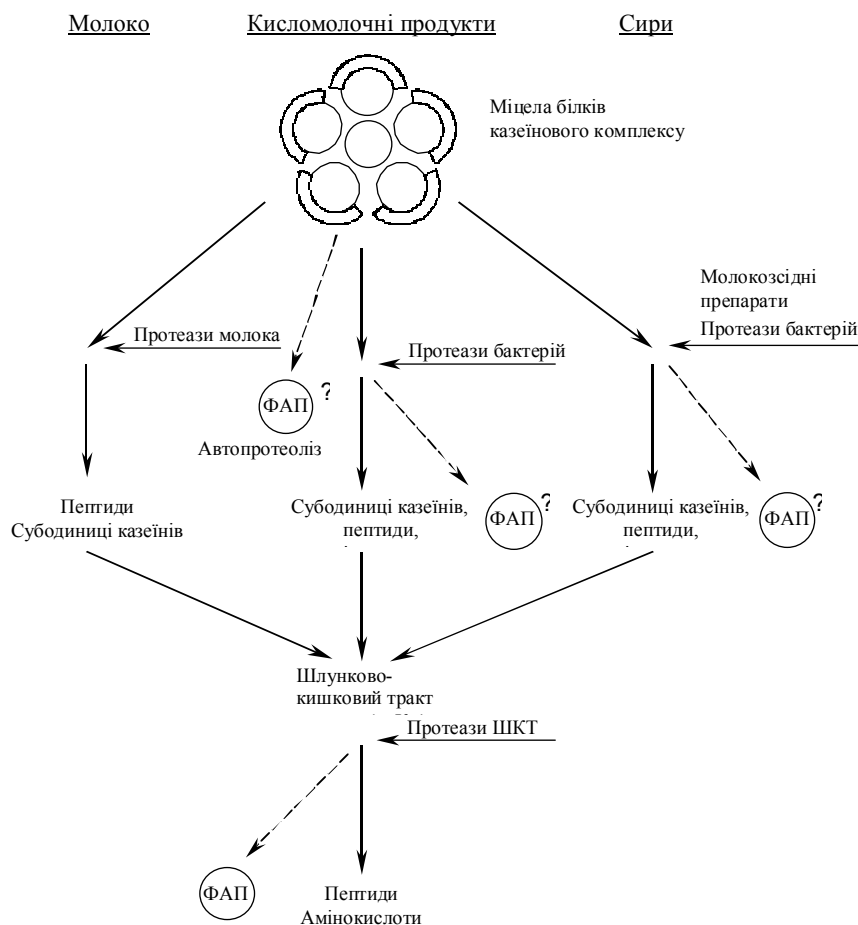 Молоко
Кисломолочні продукти
Сири
Міцела білків
казеїнового комплексу
Молокозсідні
препарати
Протеази молока
Протеази бактерій
Протеази бактерій
ФАП ?
Автопротеоліз
Пептиди
Субодиниці казеїнів
Субодиниці казеїнів,
пептиди,
ФАП ?
Субодиниці казеїнів,
пептиди,
ФАП ?
Шлунково-
кишковий тракт
Протеази ШКТ
ФАП
Пептиди
Амінокислоти